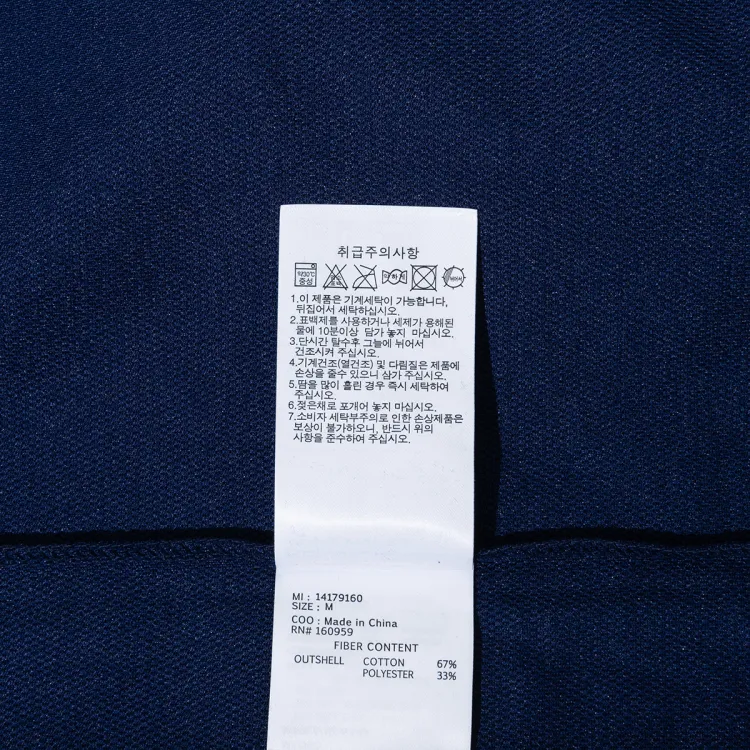 취급주의사항
약30℃
중성
1.이 제품은 기계세탁이 가능합니다,
뒤집어서 세탁하십시오.
2.표백제를 사용하거나 세제가 용해된
물에 10분이상 담가 놓지 마십시오.
3.단시간 탈수후 그늘에 뉘어서
건조시켜 주십시오.
4.기계건조(열건조) 및 다림질은 제품에
손상을 줄수 있으니 삼가 주십시오.
5.땀을 많이 흘린 경우 즉시 세탁하여
주십시오.
6.젖은채로 포개어 놓지 마십시오.
7.소비자 세탁부주의로 인한 손상제품은
보상이 불가하오니, 반드시 위의
사항을 준수하여 주십시오.
MI : 14179160
SIZE : M
COO : Made in China
RN# 160959
FIBER CONTENT
OUTSHELL COTTON 67%
POLYESTER 33%